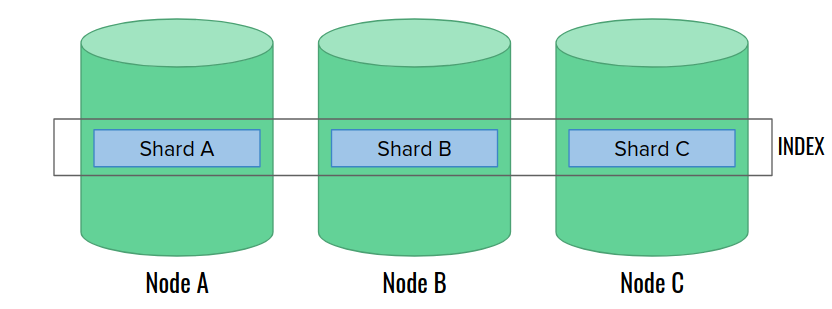 Shard A
Shard B
Shard C
INDEX
Node A
Node B
Node C